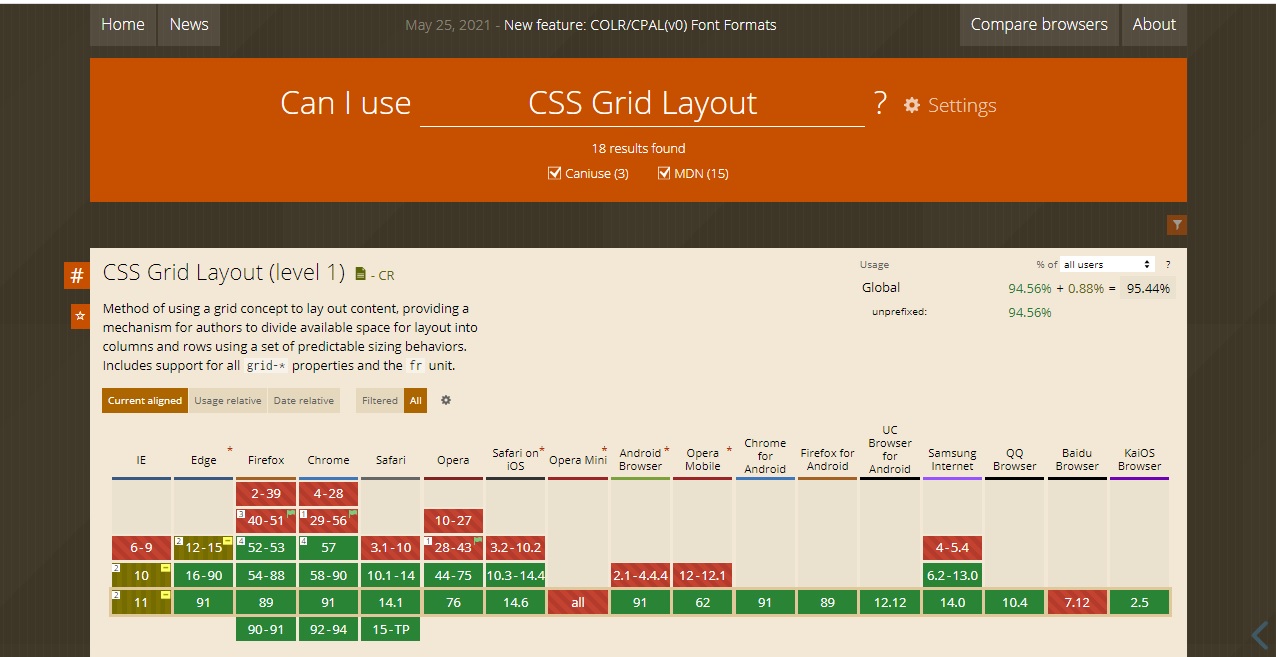 Home News May 25, 2021 - New feature: COLR/CPAL(v0) Font Formats Compare browsers About
Can I use CSS Grid Layout ? Settings
18 results found
Caniuse (3) MDN (15)
# CSS Grid Layout (level 1) - CR
Usage % of all users ?
Global 94.56% + 0.88% = 95.44%
unprefixed: 94.56%
Method of using a grid concept to lay out content, providing a
mechanism for authors to divide available space for layout into
columns and rows using a set of predictable sizing behaviors.
Includes support for all grid-* properties and the fr unit.
Current aligned Usage relative Date relative Filtered All
IE Edge * Firefox Chrome Safari Opera Safari on iOS * Opera Mini * Android Browser * Opera Mobile * Chrome for Android Firefox for Android UC Browser for Android Samsung Internet QQ Browser Baidu Browser KaiOS Browser
2-39 4-28
3 40-51 1 29-56 10-27
6-9 2 12-15 4 52-53 4 57 3.1-10 1 28-43 3.2-10.2 4-5.4
2 10 16-90 54-88 58-90 10.1-14 44-75 10.3-14.4 2.1-4.4.4 12-12.1 6.2-13.0
2 11 91 89 91 14.1 76 14.6 all 91 62 91 89 12.12 14.0 10.4 7.12 2.5
90-91 92-94 15-TP